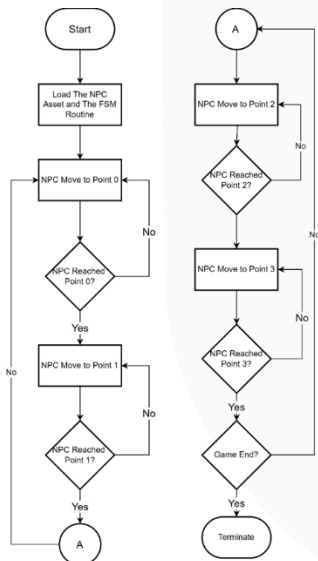 Start
Load The NPC
Asset and The FSM
Routine
NPC Move to Point 0
No
NPC Reached
Point 0?
Yes
NPC Move to Point 1
No
NPC Reached
Point 1?
Yes
No
A
A
NPC Move to Point 2
No
NPC Reached
Point 2?
NPC Move to Point 3
No
NPC Reached
Point 3?
Yes
No
Game End?
Yes
Terminate